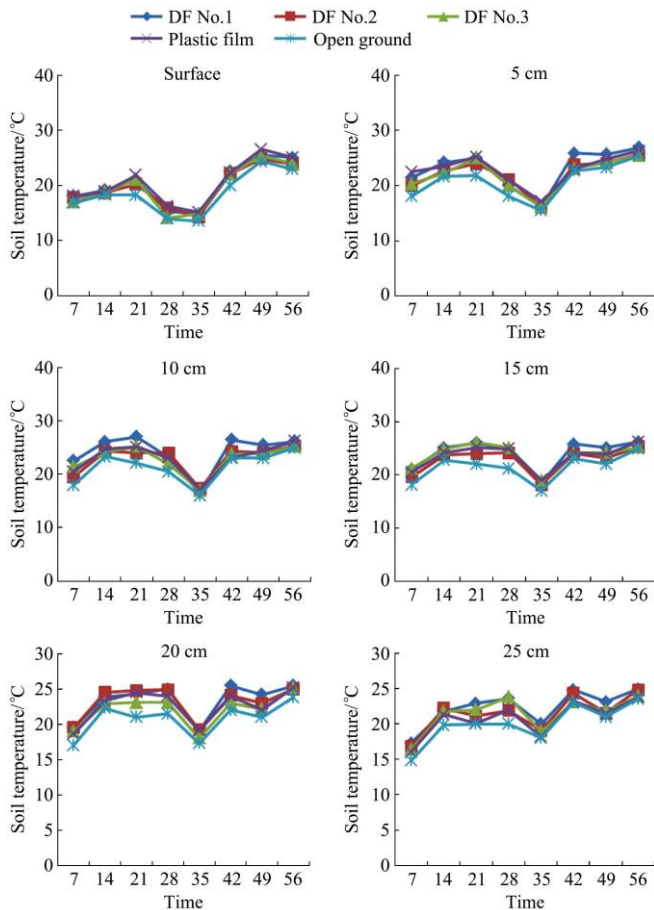 DF No.1 DF No.2 DF No.3
Plastic film Open ground
Surface
Soil temperature/°C
40
30
20
10
0
7 14 21 28 35 42 49 56
Time
5 cm
Soil temperature/°C
40
30
20
10
0
7 14 21 28 35 42 49 56
Time
10 cm
Soil temperature/°C
40
30
20
10
0
7 14 21 28 35 42 49 56
Time
15 cm
Soil temperature/°C
40
30
20
10
0
7 14 21 28 35 42 49 56
Time
20 cm
Soil temperature/°C
30
25
20
15
10
5
0
7 14 21 28 35 42 49 56
Time
25 cm
Soil temperature/°C
30
25
20
15
10
5
0
7 14 21 28 35 42 49 56
Time